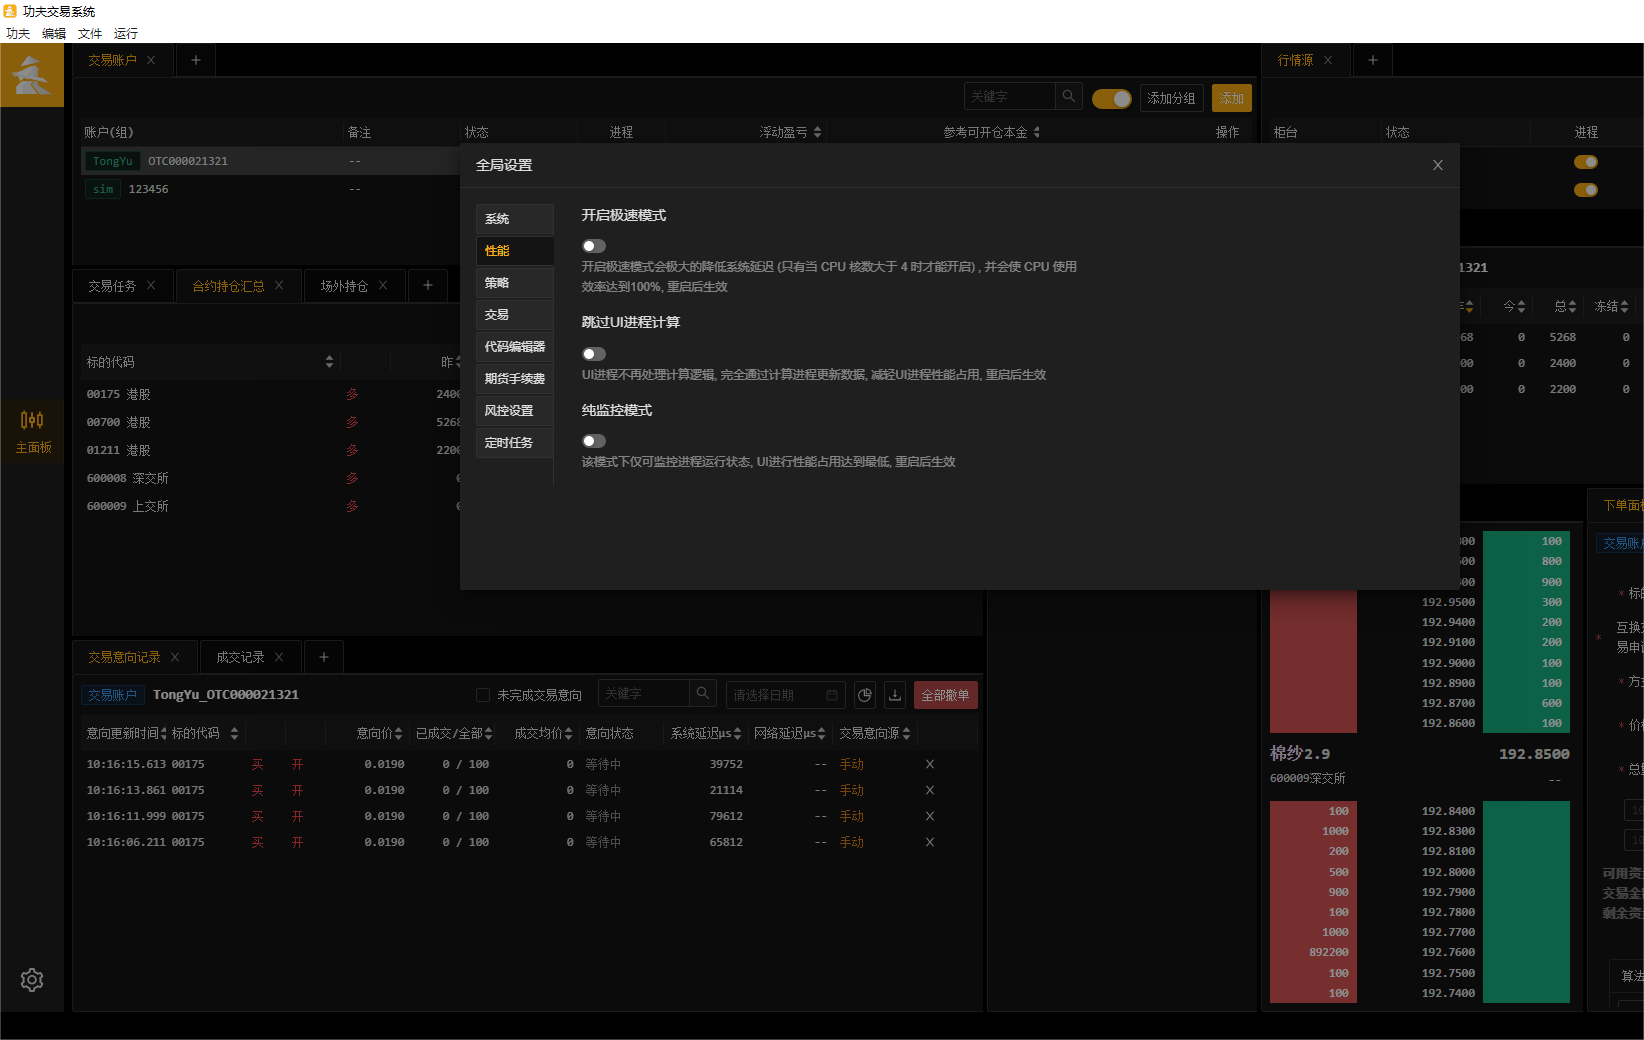 功夫交易系统
功夫 编辑 文件 运行
交易账户
行情源
关键字
添加分组 添加
账户(组) 备注 状态 进程 浮动盈亏 参考可开仓本金 操作
柜台 状态 进程
TongYu OTC000021321 --
sim 123456 --
全局设置
系统
性能
策略
交易
代码编辑器
期货手续费
风控设置
定时任务
开启极速模式
开启极速模式会极大的降低系统延迟 (只有当 CPU 核数大于 4 时才能开启) , 并会使 CPU 使用
效率达到100%, 重启后生效
跳过UI进程计算
UI进程不再处理计算逻辑, 完全通过计算进程更新数据, 减轻UI进程性能占用, 重启后生效
纯监控模式
该模式下仅可监控进程运行状态, UI进行性能占用达到最低, 重启后生效
交易任务 合约持仓汇总 场外持仓
标的代码 昨
00175 港股 多 2400
00700 港股 多 5268
01211 港股 多 2200
600008 深交所 多
600009 上交所 多
主面板
1321
今 总 冻结
68 0 5268 0
00 0 2400 0
00 0 2200 0
交易意向记录 成交记录
交易账户 TongYu_OTC000021321
未完成交易意向 关键字 请选择日期 全部撤单
意向更新时间 标的代码 意向价 已成交/全部 成交均价 意向状态 系统延迟μs 网络延迟μs 交易意向源
10:16:15.613 00175 买 开 0.0190 0 / 100 0 等待中 39752 -- 手动
10:16:13.861 00175 买 开 0.0190 0 / 100 0 等待中 21114 -- 手动
10:16:11.999 00175 买 开 0.0190 0 / 100 0 等待中 79612 -- 手动
10:16:06.211 00175 买 开 0.0190 0 / 100 0 等待中 65812 -- 手动
00 100
00 800
00 900
192.9500 300
192.9400 200
192.9100 200
192.9000 100
192.8900 100
192.8700 600
192.8600 100
棉纱2.9 192.8500
600009深交所 --
100 192.8400
1000 192.8300
200 192.8100
500 192.8000
900 192.7900
100 192.7800
1000 192.7700
892200 192.7600
100 192.7500
100 192.7400
下单面
交易账
* 标
* 互换
易申
* 方
* 价
* 总
10
10
可用资
交易金
剩余资
算法